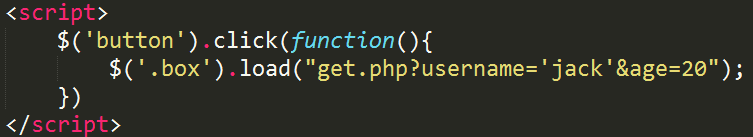 <script>
$('button').click(function(){
$('.box').load("get.php?username='jack'&age=20");
})
</script>